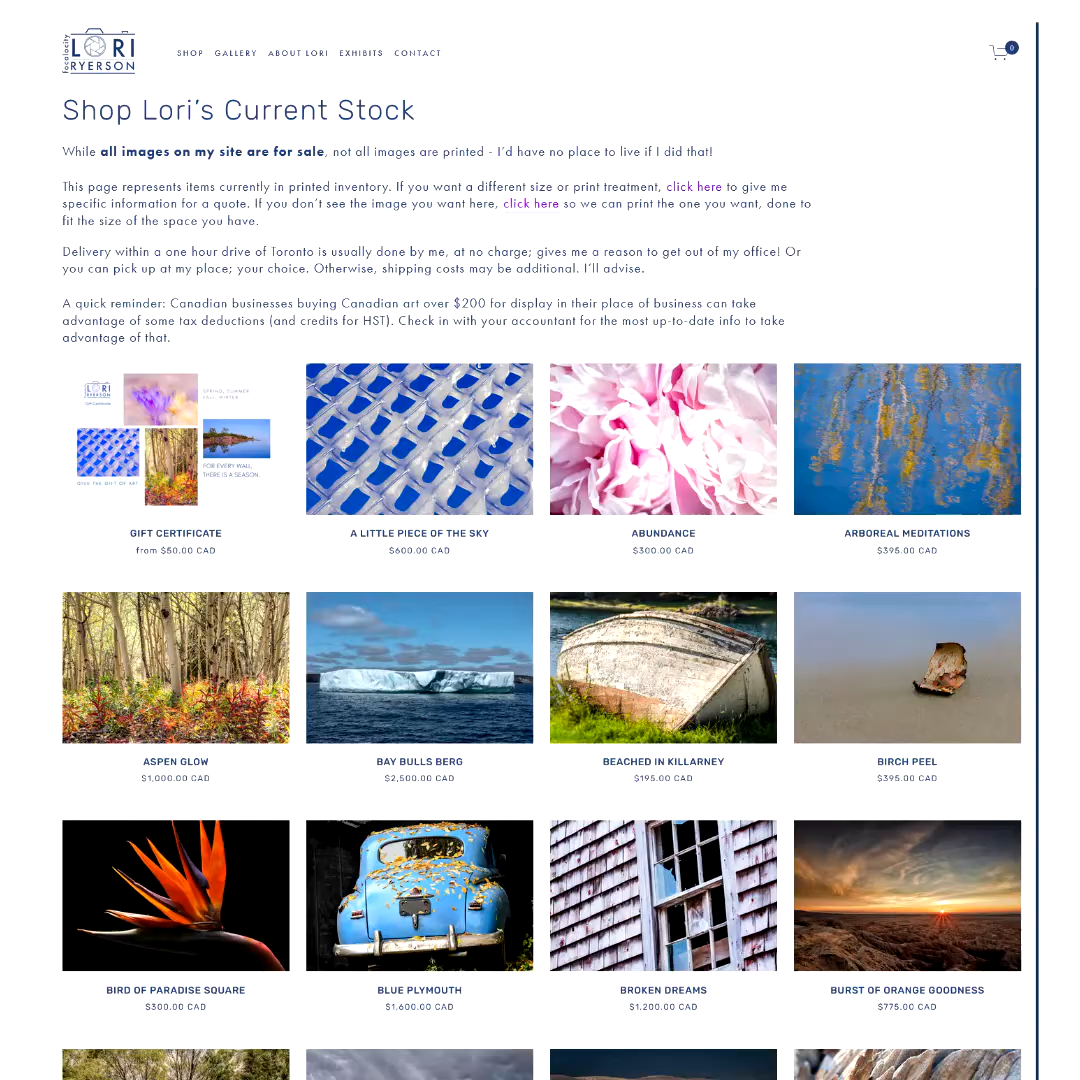 focalocity
LORI
RYERSON
SHOP GALLERY ABOUT LORI EXHIBITS CONTACT
0
Shop Lori's Current Stock
While all images on my site are for sale, not all images are printed - I'd have no place to live if I did that!
This page represents items currently in printed inventory. If you want a different size or print treatment, click here to give me
specific information for a quote. If you don't see the image you want here, click here so we can print the one you want, done to
fit the size of the space you have.
Delivery within a one hour drive of Toronto is usually done by me, at no charge; gives me a reason to get out of my office! Or
you can pick up at my place; your choice. Otherwise, shipping costs may be additional. I'll advise.
A quick reminder: Canadian businesses buying Canadian art over $200 for display in their place of business can take
advantage of some tax deductions (and credits for HST). Check in with your accountant for the most up-to-date info to take
advantage of that.
LORI
RYERSON
Gift Certificate
SPRING, SUMMER
FALL, WINTER
FOR EVERY WALL,
THERE IS A SEASON.
GIVE THE GIFT OF ART
GIFT CERTIFICATE
from $50.00 CAD
A LITTLE PIECE OF THE SKY
$600.00 CAD
ABUNDANCE
$300.00 CAD
ARBOREAL MEDITATIONS
$395.00 CAD
ASPEN GLOW
$1,000.00 CAD
BAY BULLS BERG
$2,500.00 CAD
BEACHED IN KILLARNEY
$195.00 CAD
BIRCH PEEL
$395.00 CAD
BIRD OF PARADISE SQUARE
$300.00 CAD
BLUE PLYMOUTH
$1,600.00 CAD
BROKEN DREAMS
$1,200.00 CAD
BURST OF ORANGE GOODNESS
$775.00 CAD